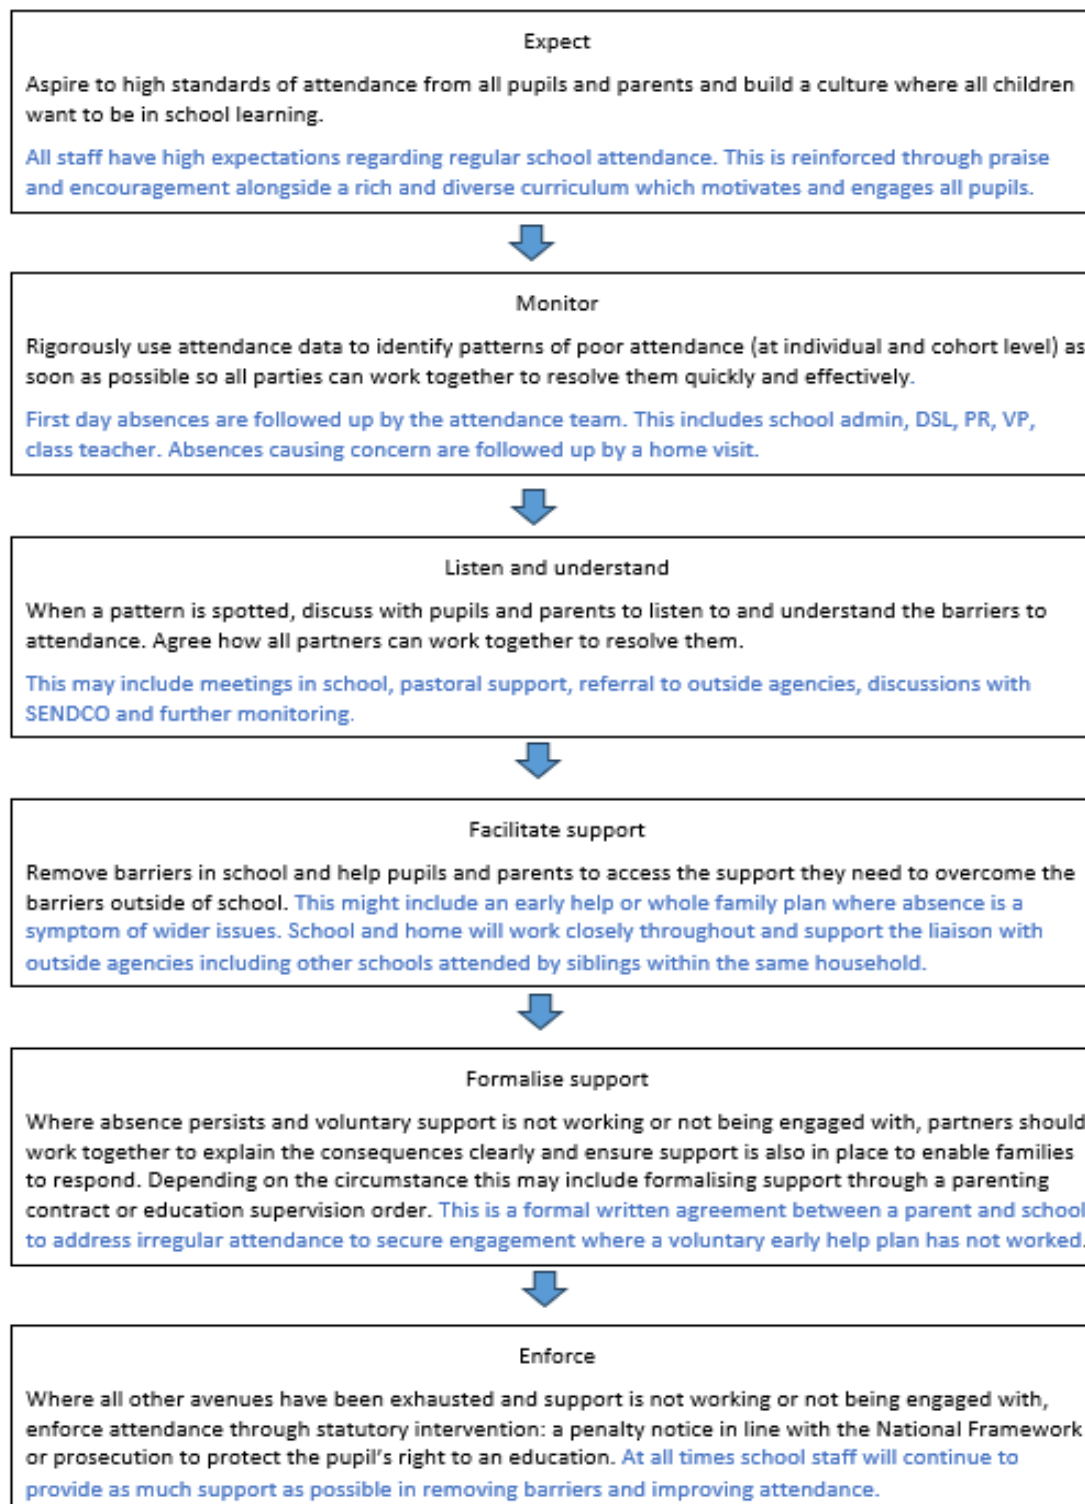 Expect
Aspire to high standards of attendance from all pupils and parents and build a culture where all children
want to be in school learning.
All staff have high expectations regarding regular school attendance. This is reinforced through praise
and encouragement alongside a rich and diverse curriculum which motivates and engages all pupils.
Monitor
Rigorously use attendance data to identify patterns of poor attendance (at individual and cohort level) as
soon as possible so all parties can work together to resolve them quickly and effectively.
First day absences are followed up by the attendance team. This includes school admin, DSL, PR, VP,
class teacher. Absences causing concern are followed up by a home visit.
Listen and understand
When a pattern is spotted, discuss with pupils and parents to listen to and understand the barriers to
attendance. Agree how all partners can work together to resolve them.
This may include meetings in school, pastoral support, referral to outside agencies, discussions with
SENDCO and further monitoring.
Facilitate support
Remove barriers in school and help pupils and parents to access the support they need to overcome the
barriers outside of school. This might include an early help or whole family plan where absence is a
symptom of wider issues. School and home will work closely throughout and support the liaison with
outside agencies including other schools attended by siblings within the same household.
Formalise support
Where absence persists and voluntary support is not working or not being engaged with, partners should
work together to explain the consequences clearly and ensure support is also in place to enable families
to respond. Depending on the circumstance this may include formalising support through a parenting
contract or education supervision order. This is a formal written agreement between a parent and school
to address irregular attendance to secure engagement where a voluntary early help plan has not worked.
Enforce
Where all other avenues have been exhausted and support is not working or not being engaged with,
enforce attendance through statutory intervention: a penalty notice in line with the National Framework
or prosecution to protect the pupil's right to an education. At all times school staff will continue to
provide as much support as possible in removing barriers and improving attendance.